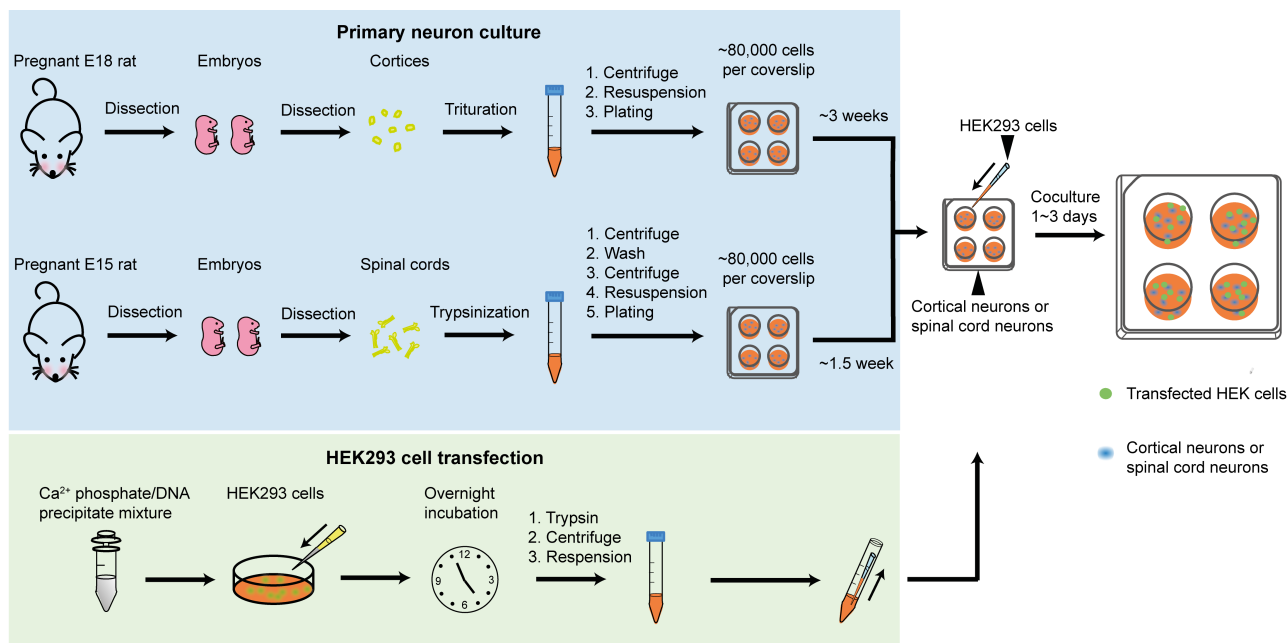 Primary neuron culture
Pregnant E18 rat
Embryos
Cortices
~80,000 cells
per coverslip
Dissection
Dissection
Trituration
1. Centrifuge
2. Resuspension
3. Plating
~3 weeks
Pregnant E15 rat
Embryos
Spinal cords
1. Centrifuge
2. Wash
3. Centrifuge
4. Resuspension
5. Plating
~80,000 cells
per coverslip
Dissection
Dissection
Trypsinization
~1.5 week
HEK293 cells
Cortical neurons or
spinal cord neurons
Coculture
1~3 days
Transfected HEK cells
Cortical neurons or
spinal cord neurons
HEK293 cell transfection
Ca²⁺ phosphate/DNA
precipitate mixture
HEK293 cells
Overnight
incubation
12
3
6
9
1. Trypsin
2. Centrifuge
3. Respension